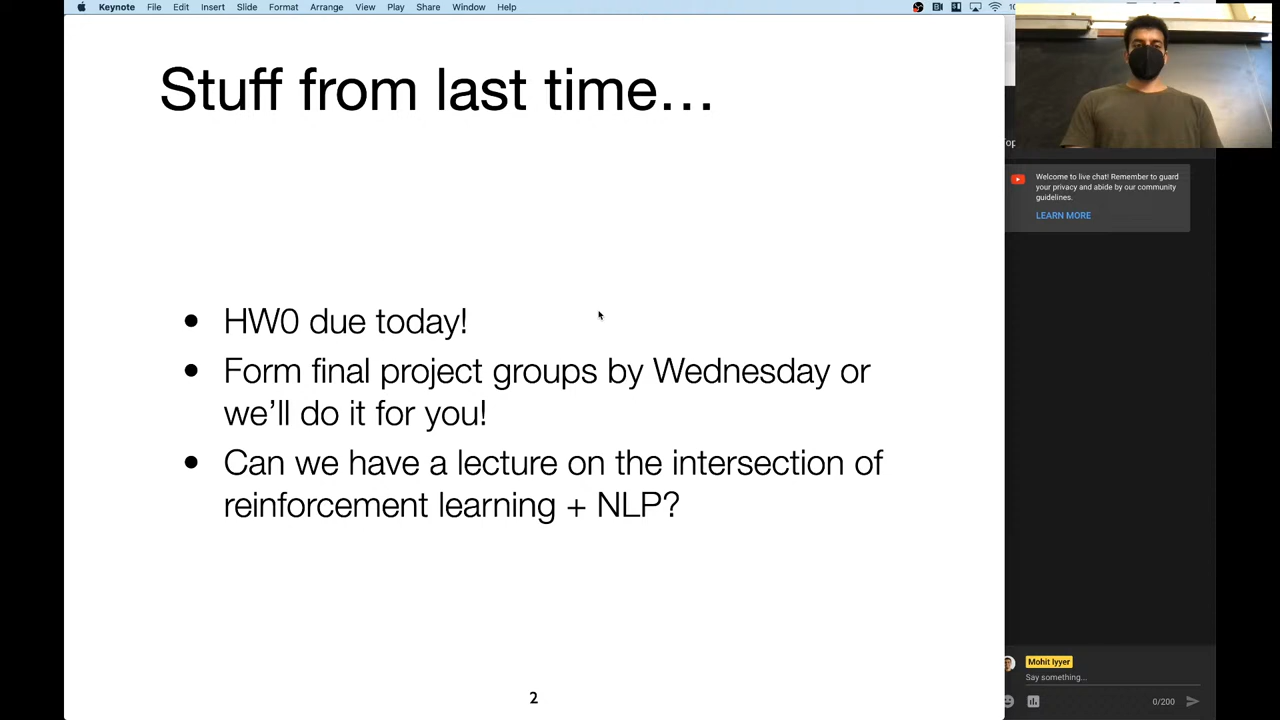 Keynote File Edit Insert Slide Format Arrange View Play Share Window Help
Stuff from last time…
• HW0 due today!
• Form final project groups by Wednesday or
we’ll do it for you!
• Can we have a lecture on the intersection of
reinforcement learning + NLP?
2
Welcome to live chat! Remember to guard
your privacy and abide by our community
guidelines.
LEARN MORE
Mohit Iyyer
Say something...
0/200